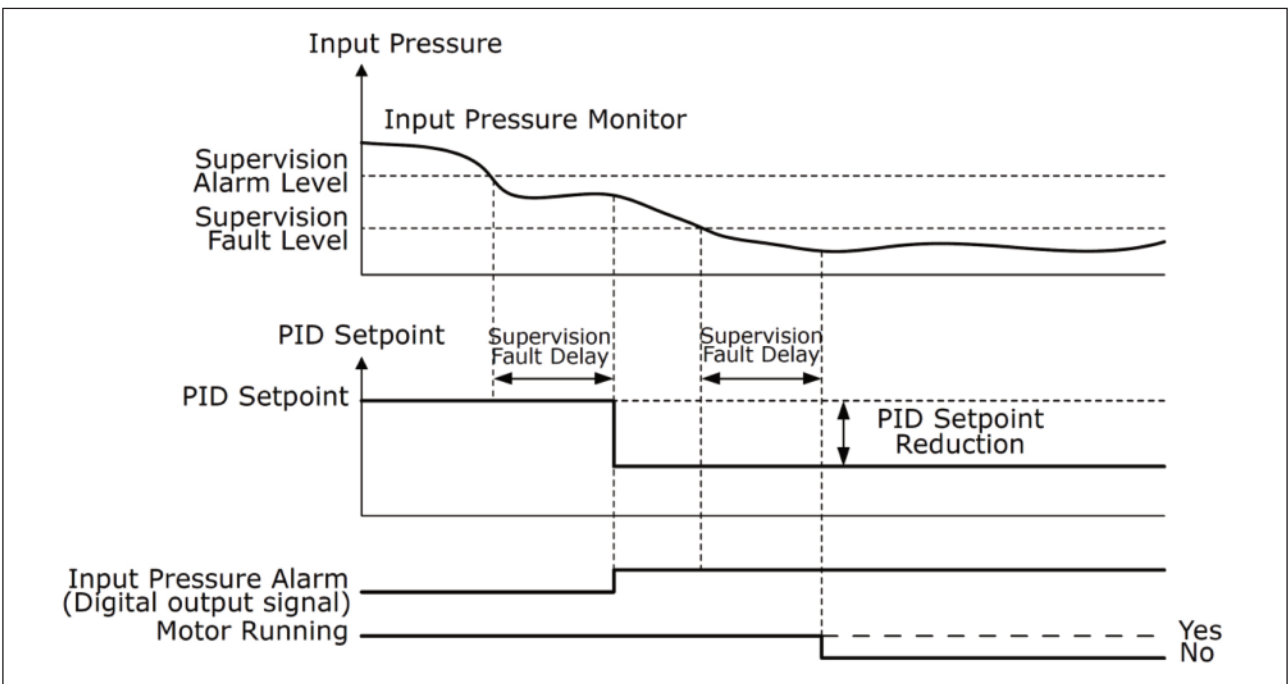 Input Pressure
Input Pressure Monitor
Supervision
Alarm Level
Supervision
Fault Level
PID Setpoint
Supervision
Fault Delay
Supervision
Fault Delay
PID Setpoint
PID Setpoint
Reduction
Input Pressure Alarm
(Digital output signal)
Motor Running
Yes
No